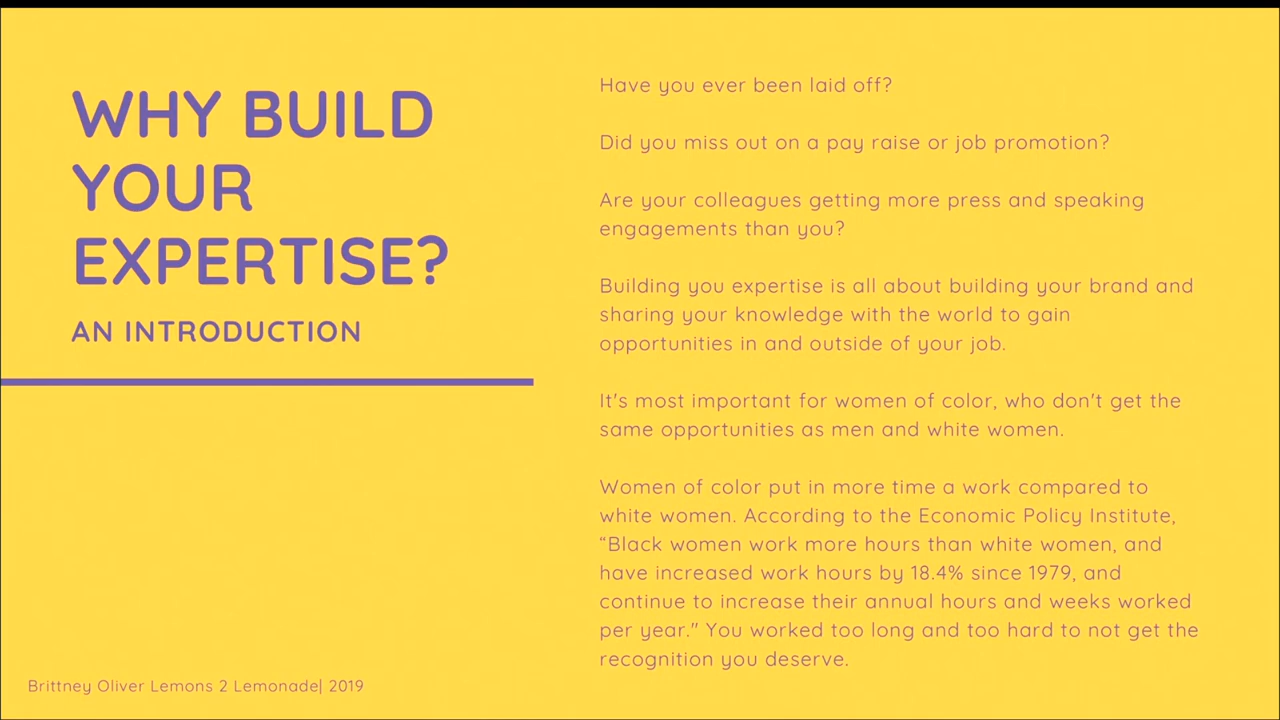 WHY BUILD
YOUR
EXPERTISE?
AN INTRODUCTION
Have you ever been laid off?
Did you miss out on a pay raise or job promotion?
Are your colleagues getting more press and speaking
engagements than you?
Building you expertise is all about building your brand and
sharing your knowledge with the world to gain
opportunities in and outside of your job.
It's most important for women of color, who don't get the
same opportunities as men and white women.
Women of color put in more time a work compared to
white women. According to the Economic Policy Institute,
“Black women work more hours than white women, and
have increased work hours by 18.4% since 1979, and
continue to increase their annual hours and weeks worked
per year." You worked too long and too hard to not get the
recognition you deserve.
Brittney Oliver Lemons 2 Lemonade| 2019